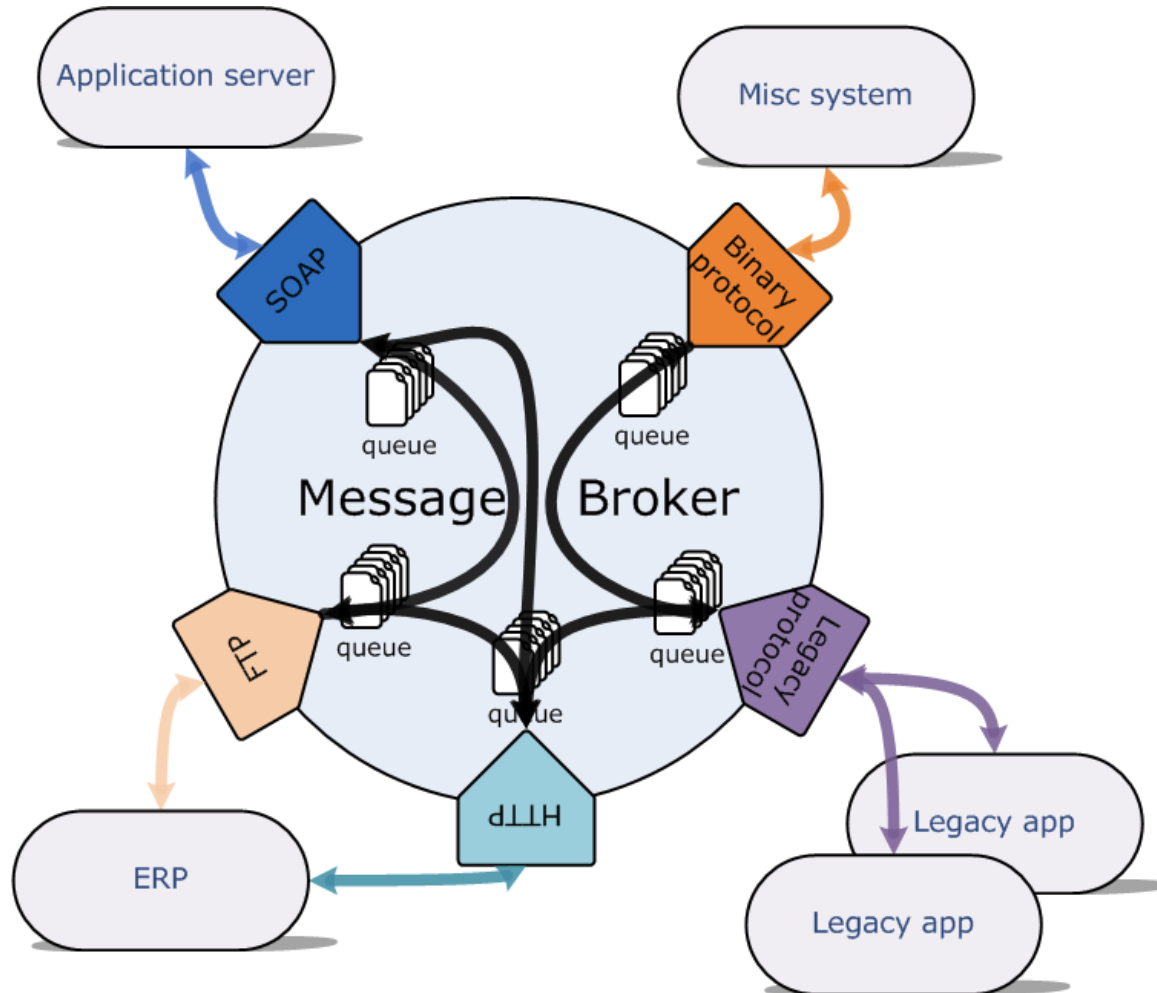 Application server
Misc system
SOAP
Binary
protocol
queue
queue
Message Broker
queue
queue
queue
FTP
Legacy
protocol
HTTP
ERP
Legacy app
Legacy app